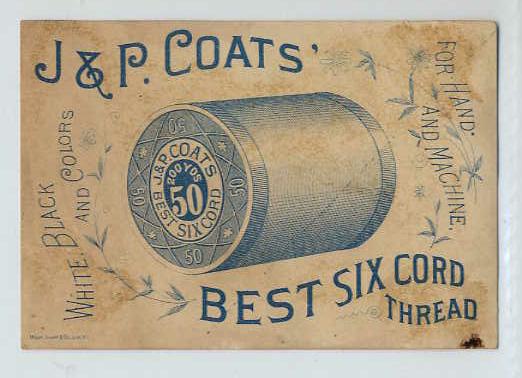 J & P. COATS'
WHITE, BLACK
AND COLORS
FOR HAND
AND MACHINE.
50
J.&P. COATS
200 YDS
50
BEST SIX CORD
50
50
50
BEST SIX CORD
THREAD